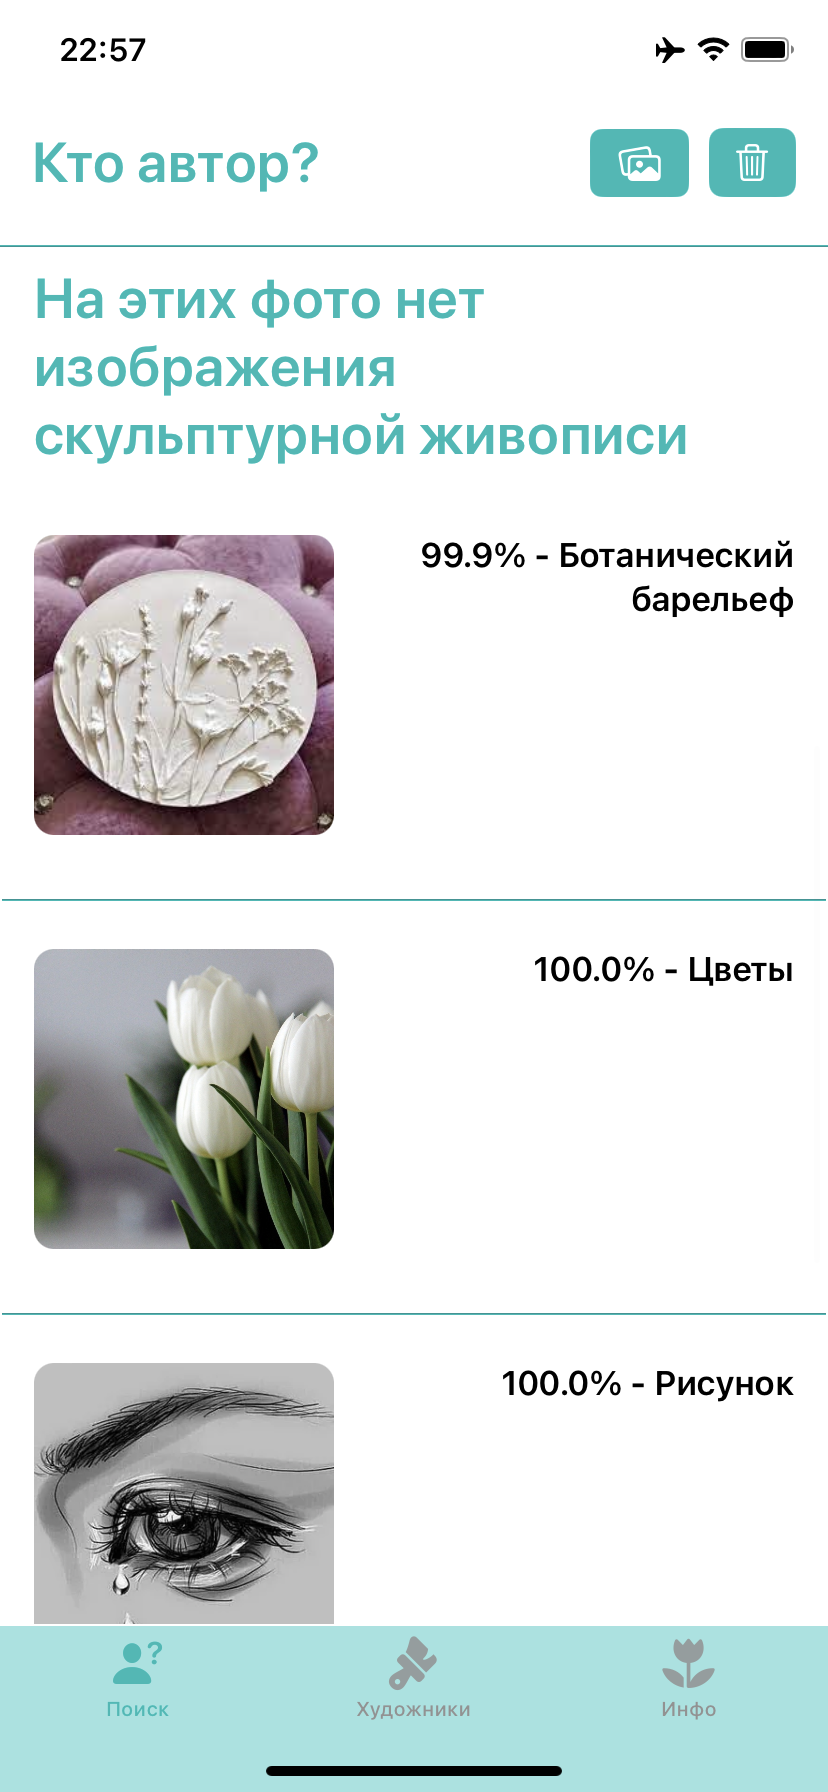 22:57
Кто автор?
На этих фото нет
изображения
скульптурной живописи
99.9% - Ботанический
барельеф
100.0% - Цветы
100.0% - Рисунок
?
Поиск
Художники
Инфо